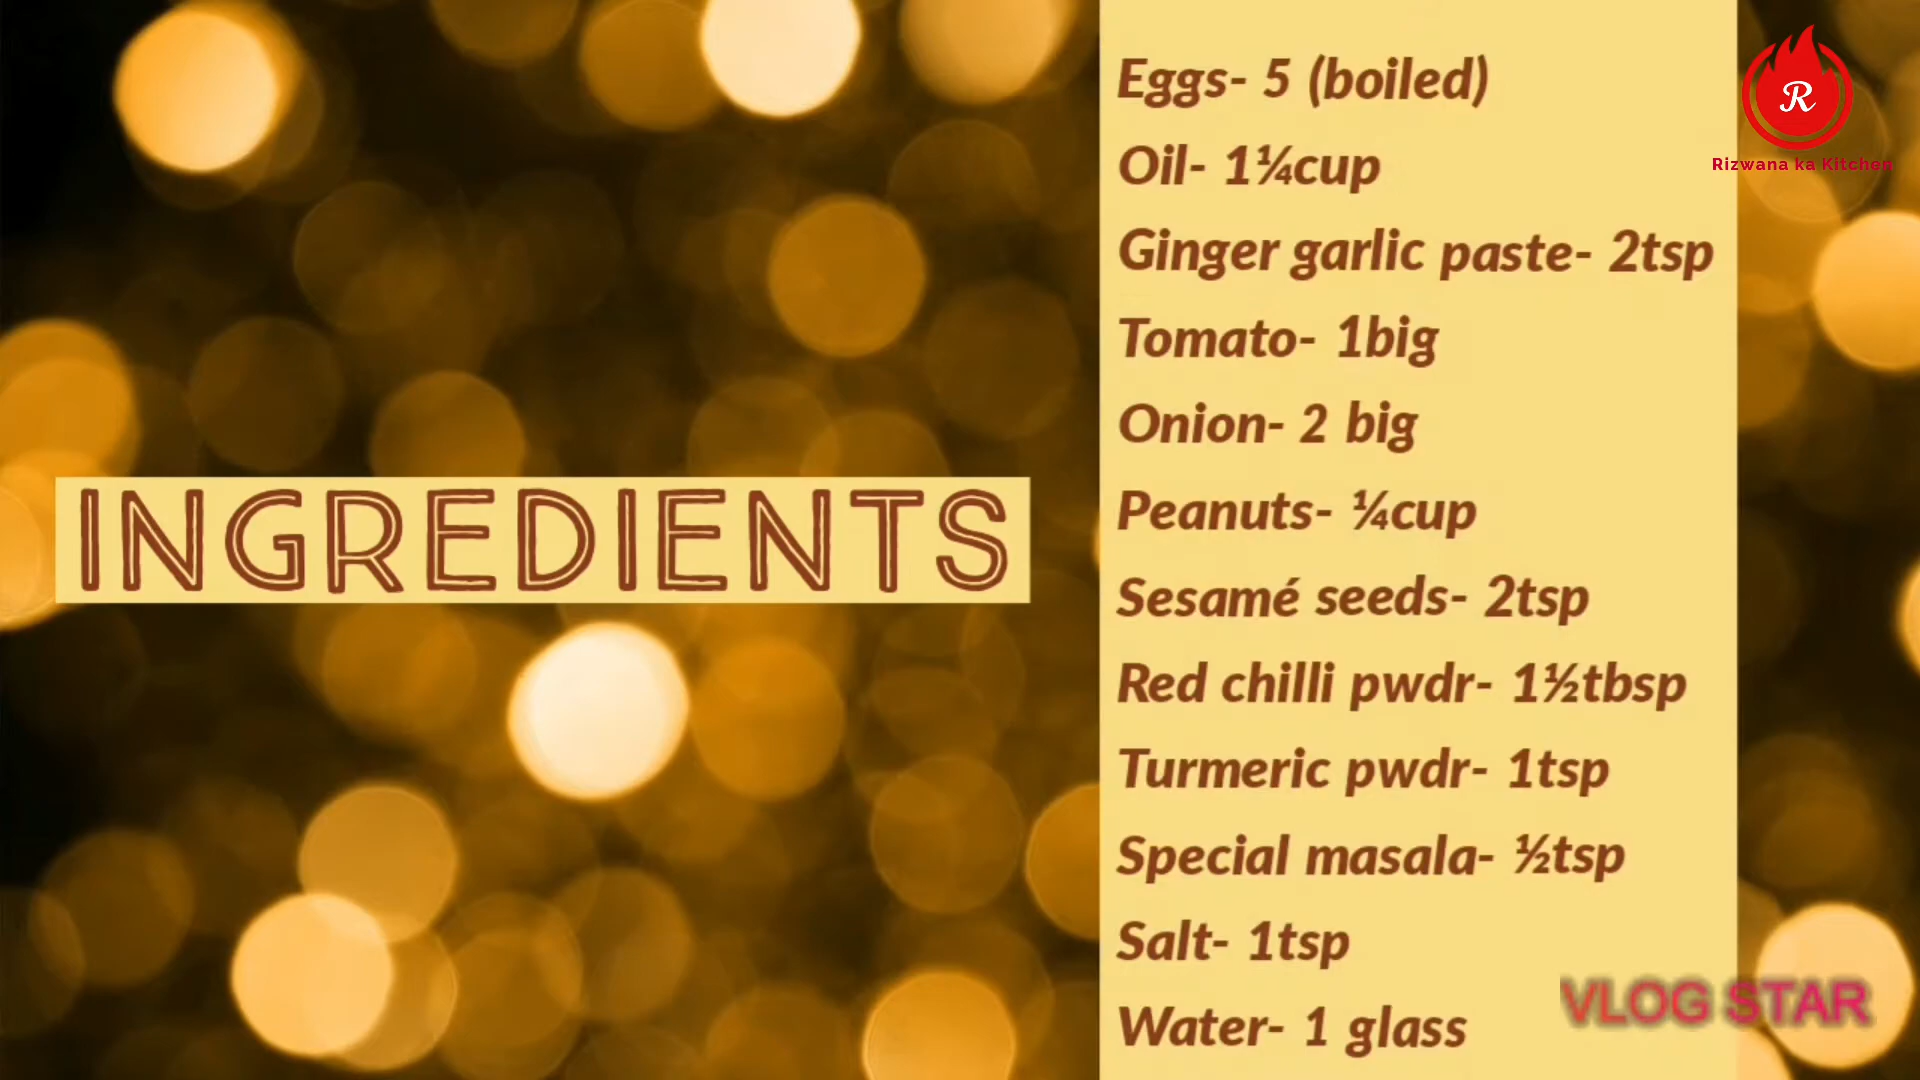 INGREDIENTS
Eggs- 5 (boiled)
Oil- 1¼cup
Ginger garlic paste- 2tsp
Tomato- 1big
Onion- 2 big
Peanuts- ¼cup
Sesamé seeds- 2tsp
Red chilli pwdr- 1½tbsp
Turmeric pwdr- 1tsp
Special masala- ½tsp
Salt- 1tsp
Water- 1 glass
R
Rizwana ka Kitchen
VLOG STAR